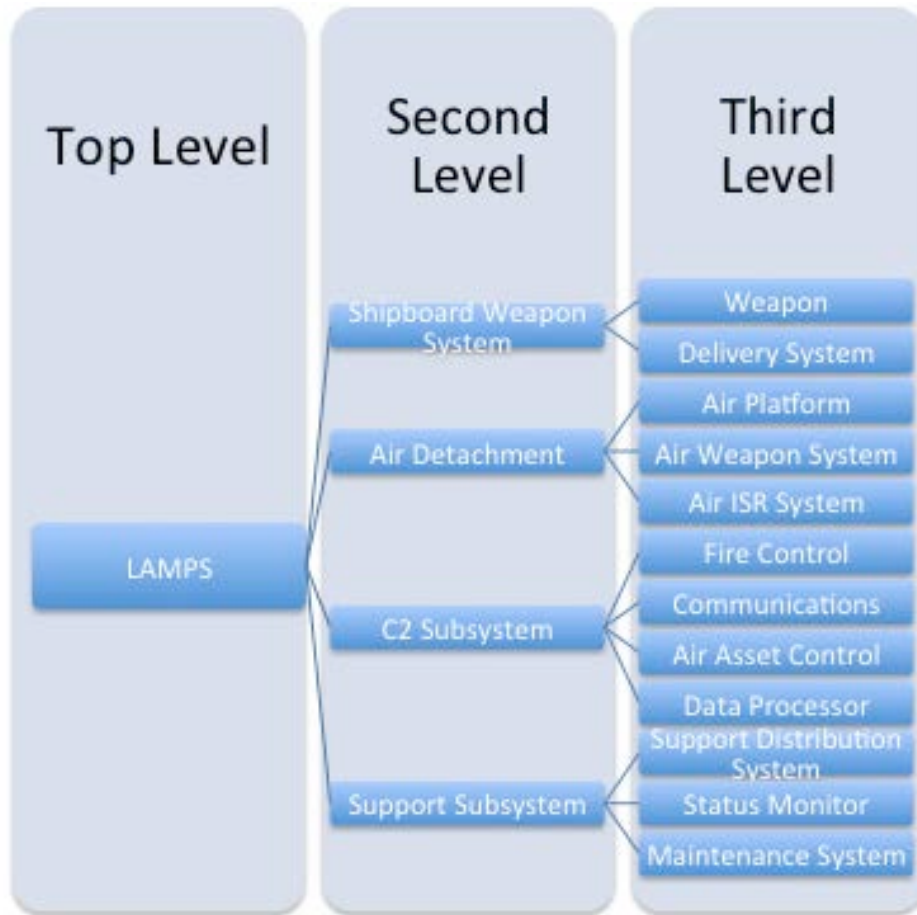 Top Level
Second
Level
Third
Level
LAMPS
Shipboard Weapon
System
Air Detachment
C2 Subsystem
Support Subsystem
Weapon
Delivery System
Air Platform
Air Weapon System
Air ISR System
Fire Control
Communications
Air Asset Control
Data Processor
Support Distribution
System
Status Monitor
Maintenance System